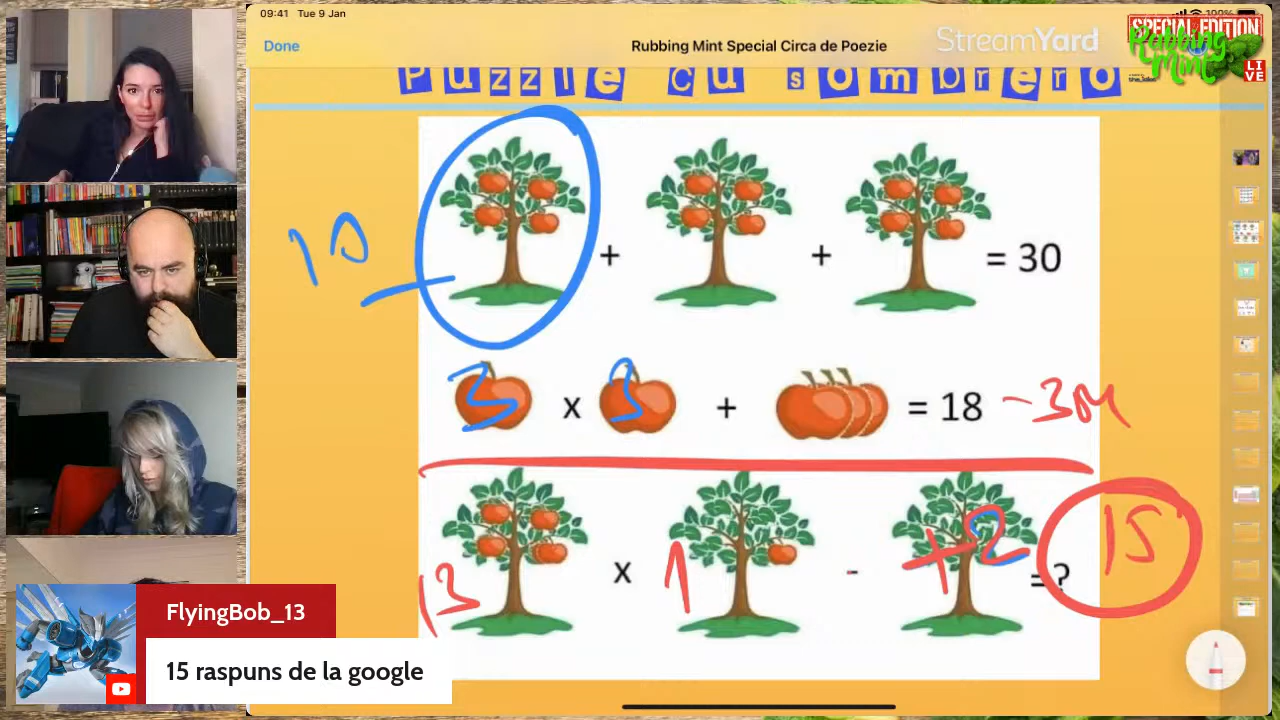 09:41 Tue 9 Jan
100%
Done
Rubbing Mint Special Circa de Poezie
StreamYard
SPECIAL EDITION
Rubbing Mint
LIVE
Puzzle cu sombrero
10
+ + = 30
3 x 3 + = 18 -3M
13 x 1 - +2 = ? 15
FlyingBob_13
15 raspuns de la google